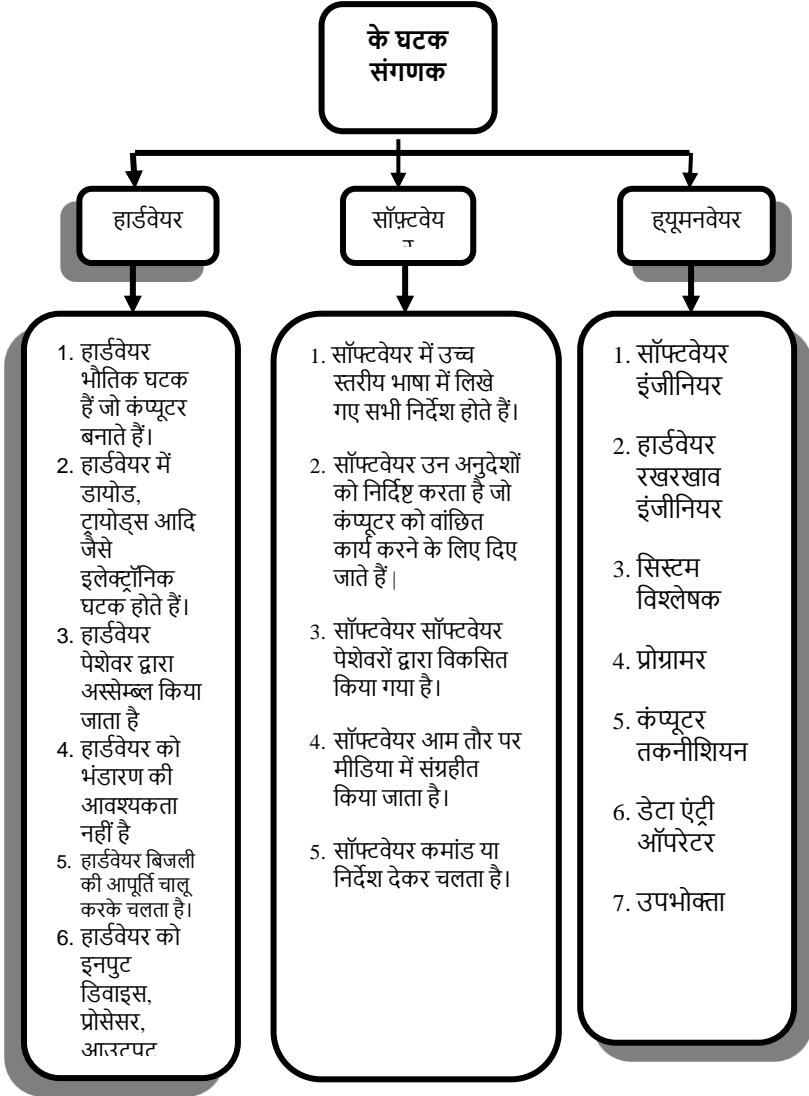 के घटक
संगणक
हार्डवेयर
सॉफ़्टवेय
ह्यूमनवेयर
1. हार्डवेयर
भौतिक घटक
हैं जो कंप्यूटर
बनाते हैं।
2. हार्डवेयर में
डायोड,
ट्रायोड्स आदि
जैसे
इलेक्ट्रॉनिक
घटक होते हैं।
3. हार्डवेयर
पेशेवर द्वारा
अस्सेम्ब्ल किया
जाता है
4. हार्डवेयर को
भंडारण की
आवश्यकता
नहीं है
5. हार्डवेयर बिजली
की आपूर्ति चालू
करके चलता है।
6. हार्डवेयर को
इनपुट
डिवाइस,
प्रोसेसर,
1. सॉफ्टवेयर में उच्च
स्तरीय भाषा में लिखे
गए सभी निर्देश होते हैं।
2. सॉफ्टवेयर उन अनुदेशों
को निर्दिष्ट करता है जो
कंप्यूटर को वांछित
कार्य करने के लिए दिए
जाते हैं |
3. सॉफ्टवेयर सॉफ्टवेयर
पेशेवरों द्वारा विकसित
किया गया है।
4. सॉफ्टवेयर आम तौर पर
मीडिया में संग्रहीत
किया जाता है।
5. सॉफ्टवेयर कमांड या
निर्देश देकर चलता है।
1. सॉफ्टवेयर
इंजीनियर
2. हार्डवेयर
रखरखाव
इंजीनियर
3. सिस्टम
विश्लेषक
4. प्रोग्रामर
5. कंप्यूटर
तकनीशियन
6. डेटा एंट्री
ऑपरेटर
7. उपभोक्ता